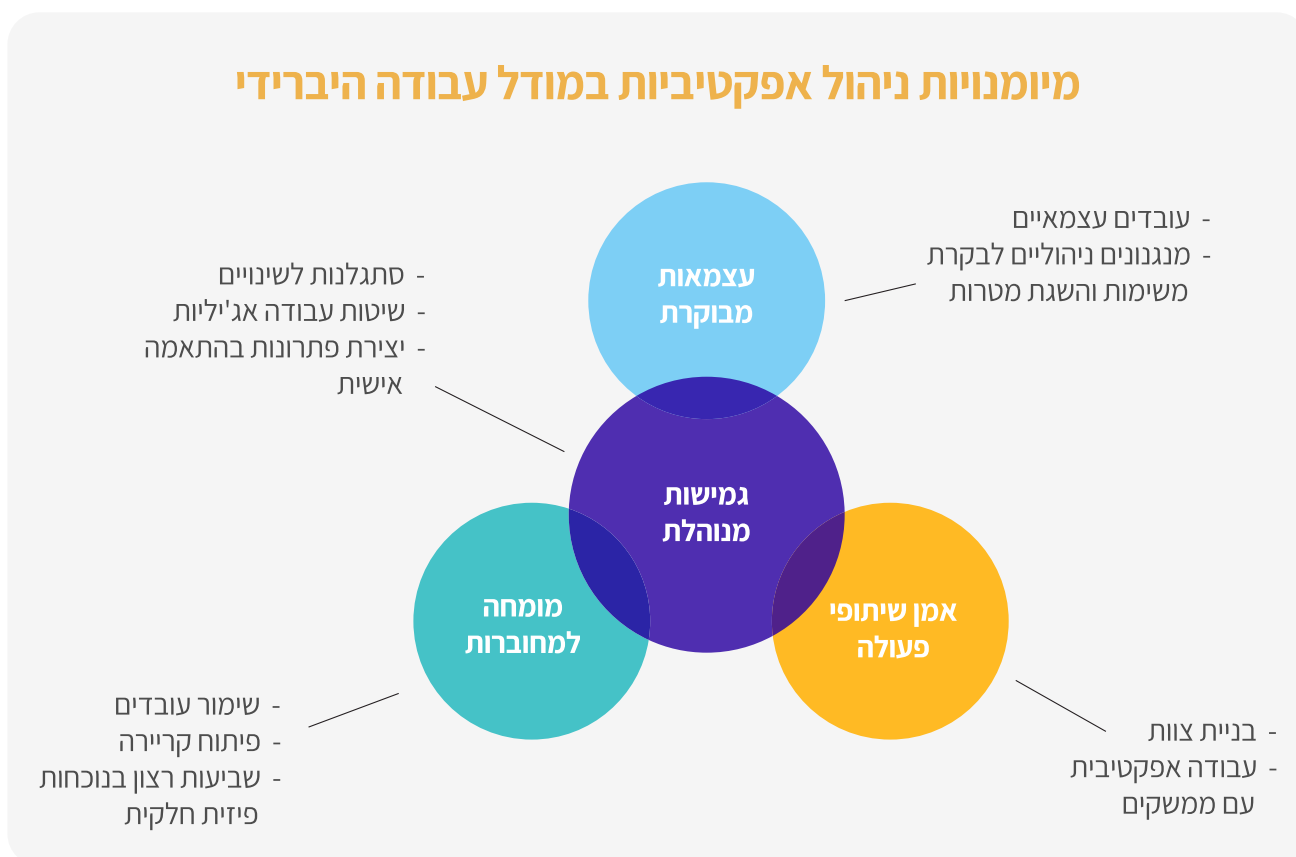 מיומנויות ניהול אפקטיביות במודל עבודה היברידי
- עובדים עצמאיים
- מנגנונים ניהוליים לבקרת
משימות והשגת מטרות
עצמאות
מבוקרת
- סתגלנות לשינויים
- שיטות עבודה אג'יליות
- יצירת פתרונות בהתאמה
אישית
גמישות
מנוהלת
אמן שיתופי
פעולה
מומחה
למחוברות
- בניית צוות
- עבודה אפקטיבית
עם ממשקים
- שימור עובדים
- פיתוח קריירה
- שביעות רצון בנוכחות
פיזית חלקית